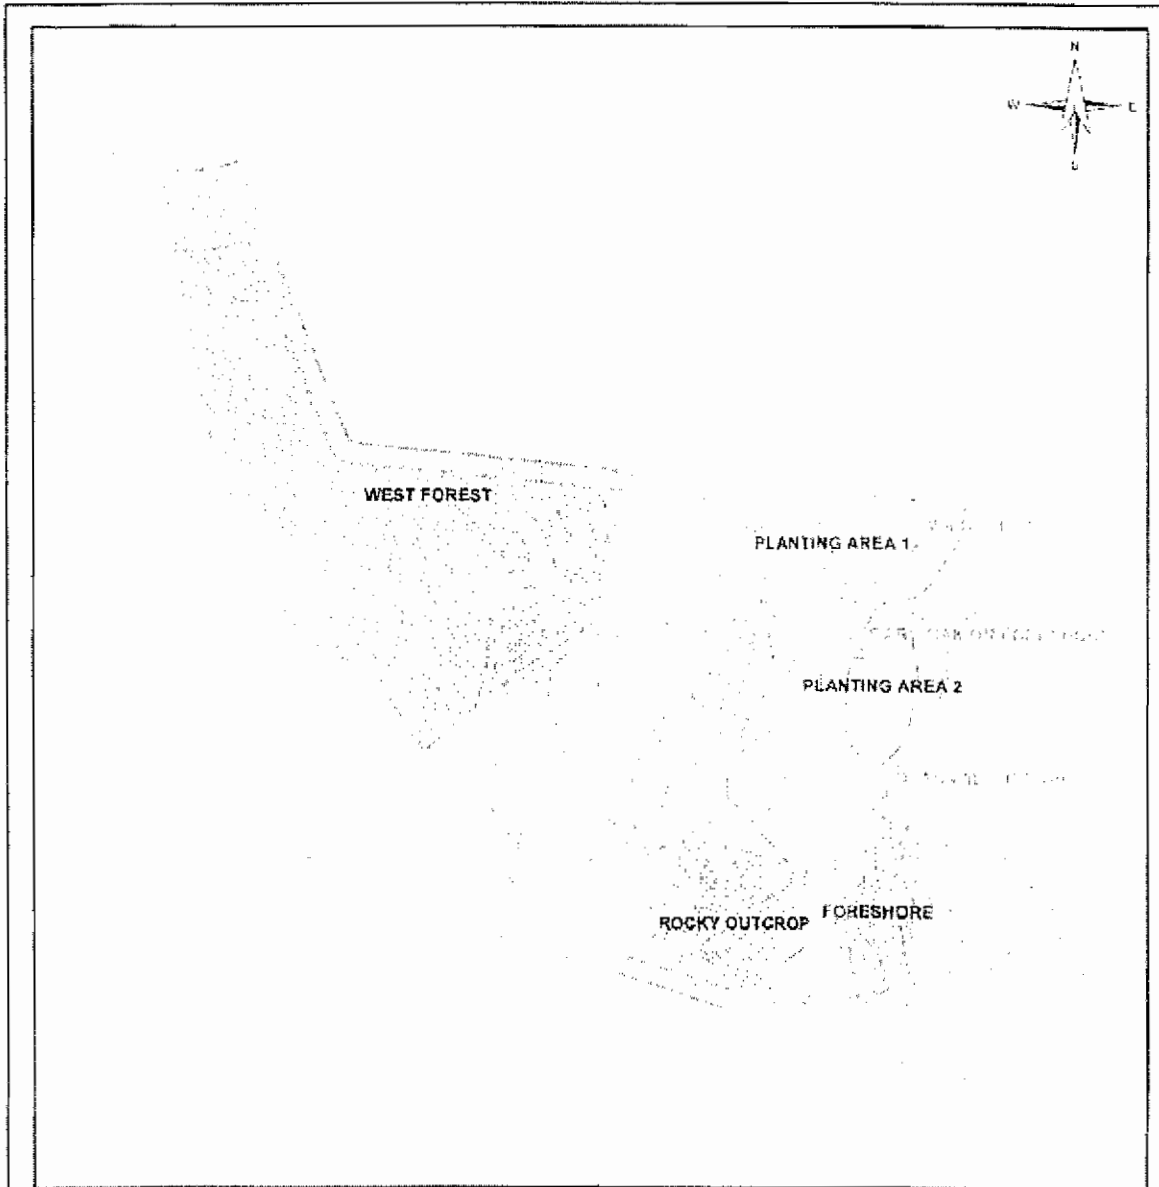 N
W E
S
WEST FOREST
PLANTING AREA 1
PLANTING AREA 2
FORESHORE
ROCKY OUTCROP